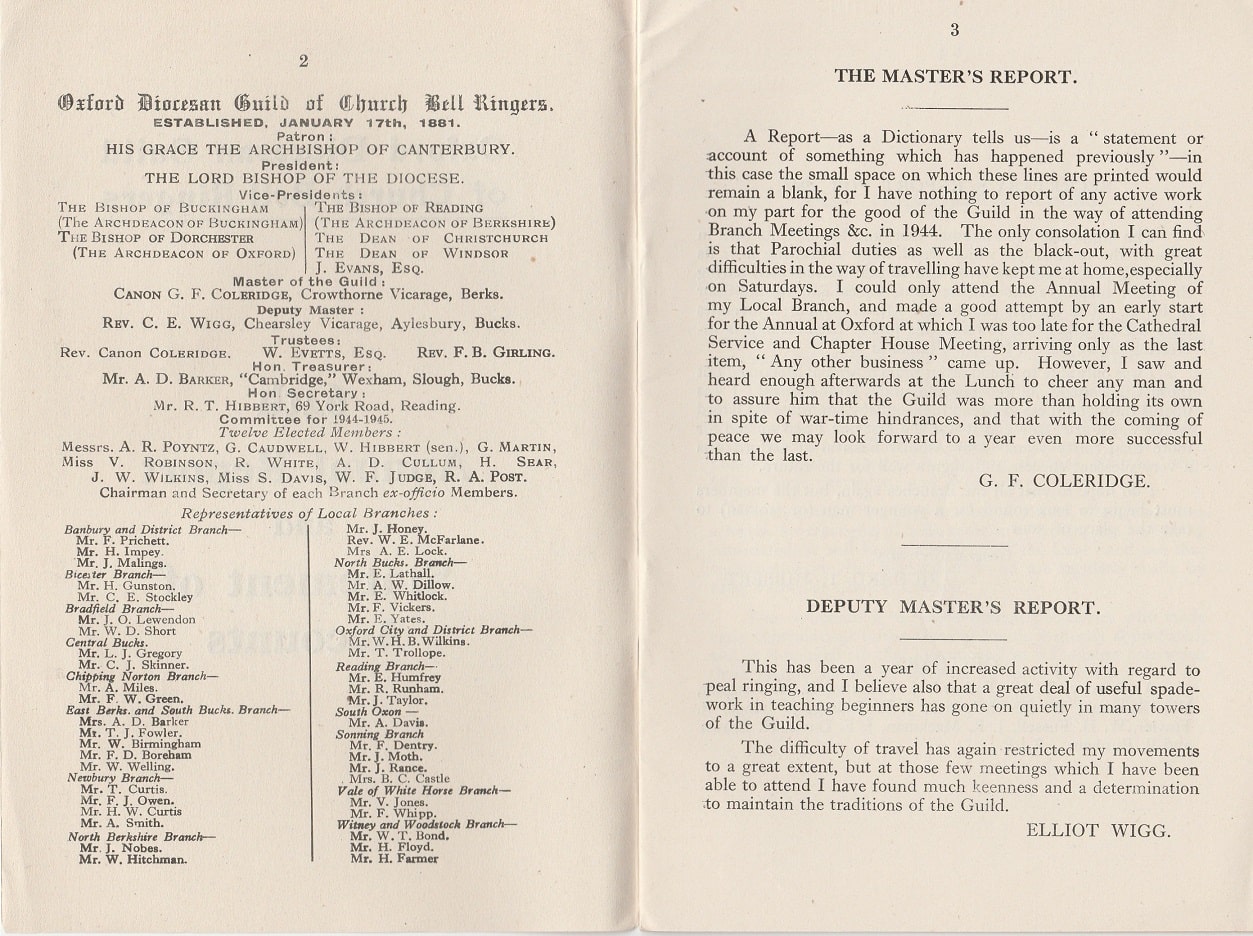 2
Oxford Diocesan Guild of Church Bell Ringers.
ESTABLISHED, JANUARY 17th, 1881.
Patron :
HIS GRACE THE ARCHBISHOP OF CANTERBURY.
President:
THE LORD BISHOP OF THE DIOCESE.
Vice-Presidents :
THE BISHOP OF BUCKINGHAM
(The ARCHDEACON OF BUCKINGHAM)
THE BISHOP OF DORCHESTER
(THE ARCHDEACON OF OXFORD)
THE BISHOP OF READING
(THE ARCHDEACON OF BERKSHIRE)
THE DEAN OF CHRISTCHURCH
THE DEAN OF WINDSOR
J. EVANS, ESQ.
Master of the Guild :
CANON G. F. COLERIDGE, Crowthorne Vicarage, Berks.
Deputy Master :
REV. C. E. WIGG, Chearsley Vicarage, Aylesbury, Bucks.
Trustees:
Rev. Canon COLERIDGE. W. EVETTS, ESQ. REV. F. B. GIRLING.
Hon. Treasurer:
Mr. A. D. BARKER, "Cambridge," Wexham, Slough, Bucks.
Hon Secretary :
Mr. R. T. HIBBERT, 69 York Road, Reading.
Committee for 1944-1945.
Twelve Elected Members :
Messrs. A. R. POYNTZ, G. CAUDWELL, W. HIBBERT (sen.), G. MARTIN,
Miss V. ROBINSON, R. WHITE, A. D. CULLUM, H. SEAR,
J. W. WILKINS, Miss S. DAVIS, W. F. JUDGE, R. A. POST.
Chairman and Secretary of each Branch ex-officio Members.
Representatives of Local Branches :
Banbury and District Branch—
Mr. F. Prichett.
Mr. H. Impey.
Mr. J. Malings.
Bicester Branch—
Mr. H. Gunston.
Mr. C. E. Stockley
Bradfield Branch—
Mr. J. O. Lewendon
Mr. W. D. Short
Central Bucks.
Mr. L. J. Gregory
Mr. C. J. Skinner.
Chipping Norton Branch—
Mr. A. Miles.
Mr. F. W. Green.
East Berks. and South Bucks. Branch—
Mrs. A. D. Barker
Mr. T. J. Fowler.
Mr. W. Birmingham
Mr. F. D. Boreham
Mr. W. Welling.
Newbury Branch—
Mr. T. Curtis.
Mr. F. J. Owen.
Mr. H. W. Curtis
Mr. A. Smith.
North Berkshire Branch—
Mr. J. Nobes.
Mr. W. Hitchman.
Mr. J. Honey.
Rev. W. E. McFarlane.
Mrs A. E. Lock.
North Bucks. Branch—
Mr. E. Lathall.
Mr. A. W. Dillow.
Mr. E. Whitlock.
Mr. F. Vickers.
Mr. E. Yates.
Oxford City and District Branch—
Mr. W. H. B. Wilkins.
Mr. T. Trollope.
Reading Branch—
Mr. E. Humfrey
Mr. R. Runham.
Mr. J. Taylor.
South Oxon —
Mr. A. Davis.
Sonning Branch
Mr. F. Dentry.
Mr. J. Moth.
Mr. J. Rance.
Mrs. B. C. Castle
Vale of White Horse Branch—
Mr. V. Jones.
Mr. F. Whipp.
Witney and Woodstock Branch—
Mr. W. T. Bond.
Mr. H. Floyd.
Mr. H. Farmer
3
THE MASTER'S REPORT.
A Report—as a Dictionary tells us—is a " statement or
account of something which has happened previously "—in
this case the small space on which these lines are printed would
remain a blank, for I have nothing to report of any active work
on my part for the good of the Guild in the way of attending
Branch Meetings &c. in 1944. The only consolation I can find
is that Parochial duties as well as the black-out, with great
difficulties in the way of travelling have kept me at home, especially
on Saturdays. I could only attend the Annual Meeting of
my Local Branch, and made a good attempt by an early start
for the Annual at Oxford at which I was too late for the Cathedral
Service and Chapter House Meeting, arriving only as the last
item, " Any other business " came up. However, I saw and
heard enough afterwards at the Lunch to cheer any man and
to assure him that the Guild was more than holding its own
in spite of war-time hindrances, and that with the coming of
peace we may look forward to a year even more successful
than the last.
G. F. COLERIDGE.
DEPUTY MASTER'S REPORT.
This has been a year of increased activity with regard to
peal ringing, and I believe also that a great deal of useful spade-
work in teaching beginners has gone on quietly in many towers
of the Guild.
The difficulty of travel has again restricted my movements
to a great extent, but at those few meetings which I have been
able to attend I have found much keenness and a determination
to maintain the traditions of the Guild.
ELLIOT WIGG.